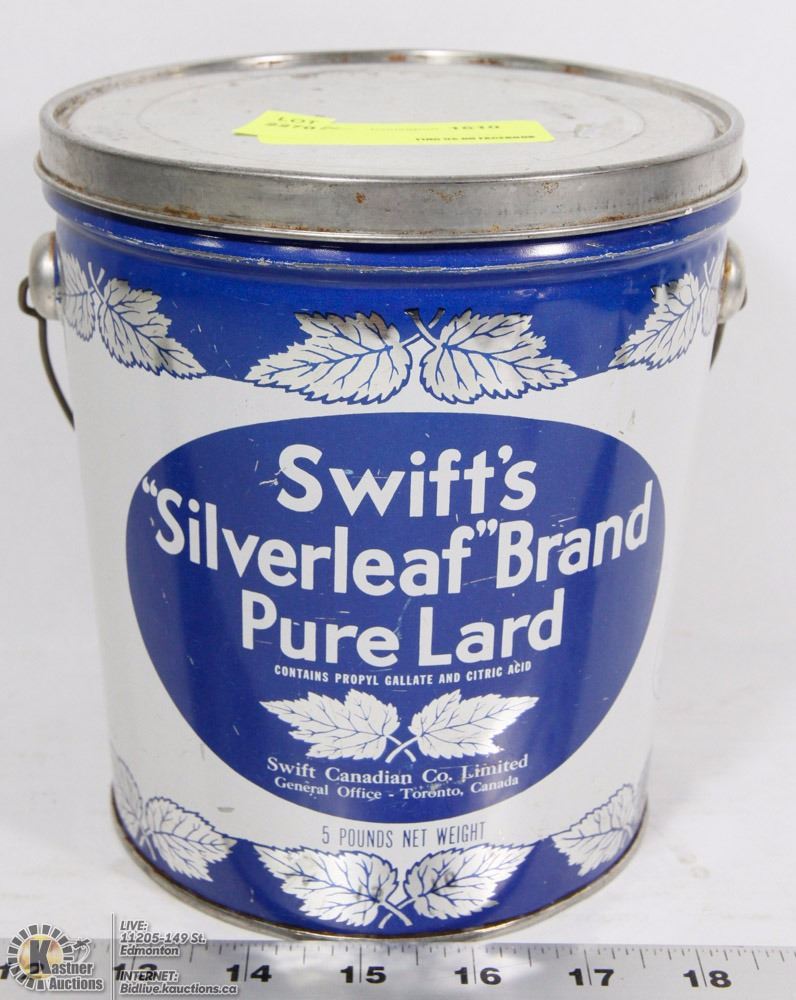 LOT
Swift's
"Silverleaf" Brand
Pure Lard
CONTAINS PROPYL GALLATE AND CITRIC ACID
Swift Canadian Co. Limited
General Office - Toronto, Canada
5 POUNDS NET WEIGHT
12 13 14 15 16 17 18
Kastner
Auctions
LIVE:
11205-149 St.
Edmonton
INTERNET:
Bidlive.kauctions.ca